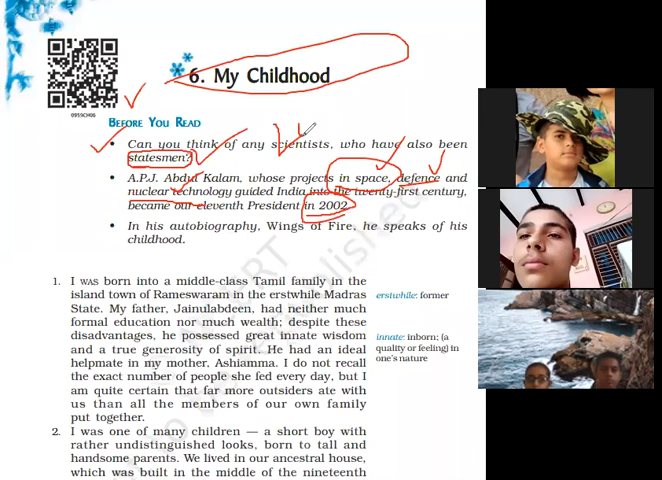 0959CH06
6. My Childhood
BEFORE YOU READ
• Can you think of any scientists, who have also been
statesmen?
• A.P.J. Abdul Kalam, whose projects in space, defence and
nuclear technology guided India into the twenty-first century,
became our eleventh President in 2002.
• In his autobiography, Wings of Fire, he speaks of his
childhood.
1. I WAS born into a middle-class Tamil family in the
island town of Rameswaram in the erstwhile Madras
erstwhile: former
State. My father, Jainulabdeen, had neither much
formal education nor much wealth; despite these
disadvantages, he possessed great innate wisdom
innate: inborn; (a
and a true generosity of spirit. He had an ideal
quality or feeling) in
helpmate in my mother, Ashiamma. I do not recall
one's nature
the exact number of people she fed every day, but I
am quite certain that far more outsiders ate with
us than all the members of our own family
put together.
2. I was one of many children — a short boy with
rather undistinguished looks, born to tall and
handsome parents. We lived in our ancestral house,
which was built in the middle of the nineteenth